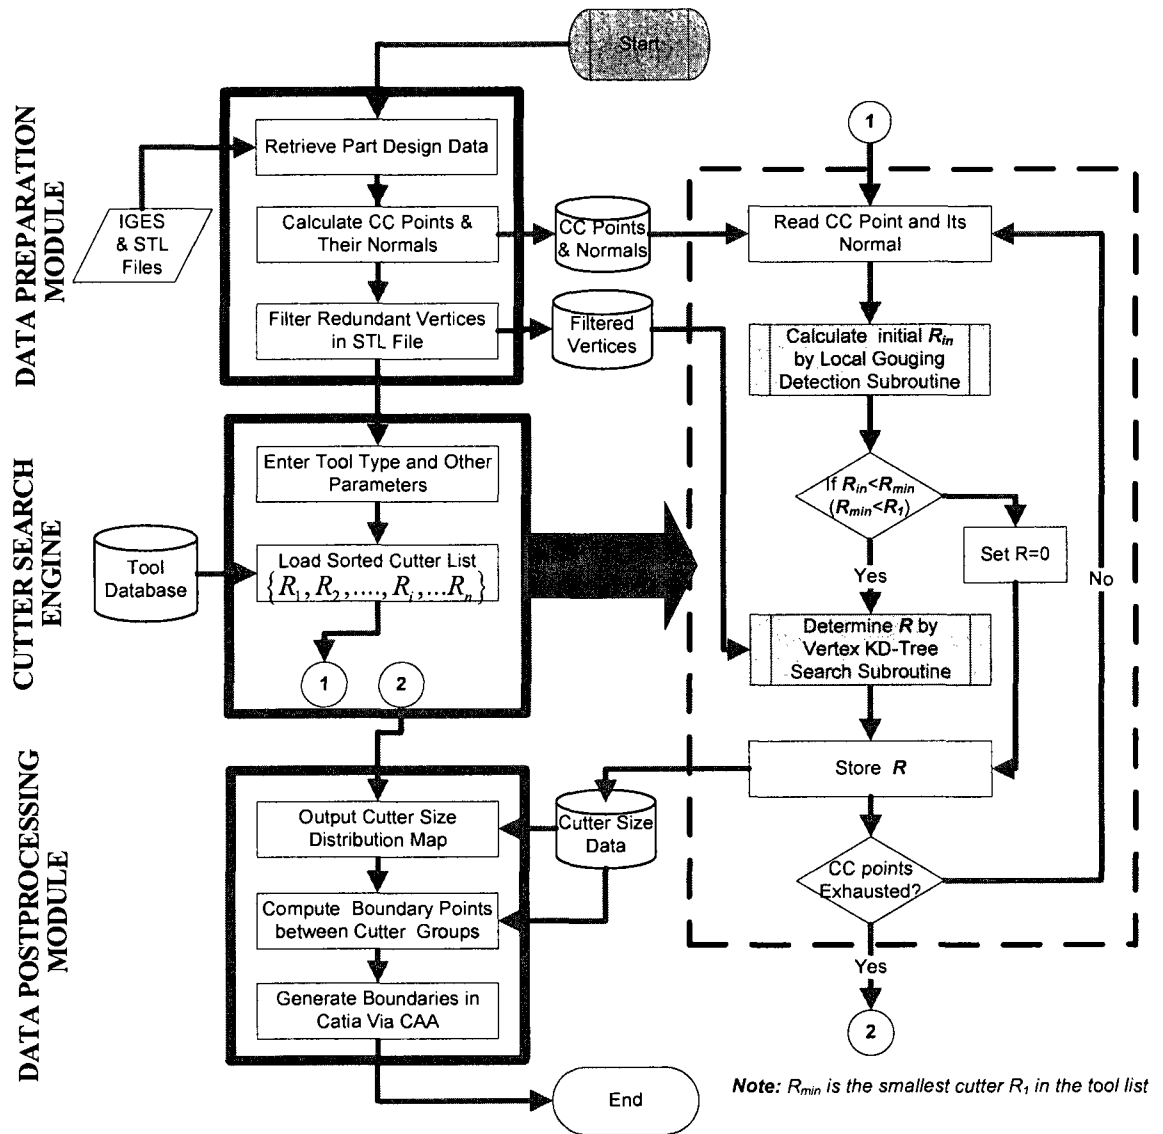 Start
DATA PREPARATION
MODULE
Retrieve Part Design Data
IGES
& STL
Files
Calculate CC Points &
Their Normals
CC Points
& Normals
Filter Redundant Vertices
in STL File
Filtered
Vertices
CUTTER SEARCH
ENGINE
Enter Tool Type and Other
Parameters
Tool
Database
Load Sorted Cutter List
{R1, R2, ...., Ri, ...Rn}
1
2
DATA POSTPROCESSING
MODULE
Output Cutter Size
Distribution Map
Cutter Size
Data
Compute Boundary Points
between Cutter Groups
Generate Boundaries in
Catia Via CAA
End
1
Read CC Point and Its
Normal
Calculate initial Rin
by Local Gouging
Detection Subroutine
If Rin<Rmin
(Rmin<R1)
Set R=0
Yes
No
Determine R by
Vertex KD-Tree
Search Subroutine
Store R
CC points
Exhausted?
Yes
2
Note: Rmin is the smallest cutter R1 in the tool list